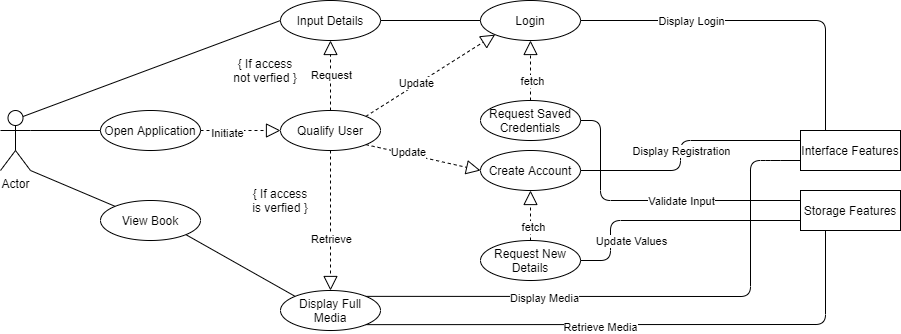 Input Details
Login
Display Login
{ If access
not verfied }
Request
Update
fetch
Request Saved
Credentials
Open Application
Initiate
Qualify User
Update
Display Registration
Interface Features
Actor
Create Account
{ If access
is verfied }
Validate Input
Storage Features
View Book
fetch
Retrieve
Update Values
Request New
Details
Display Full
Media
Display Media
Retrieve Media